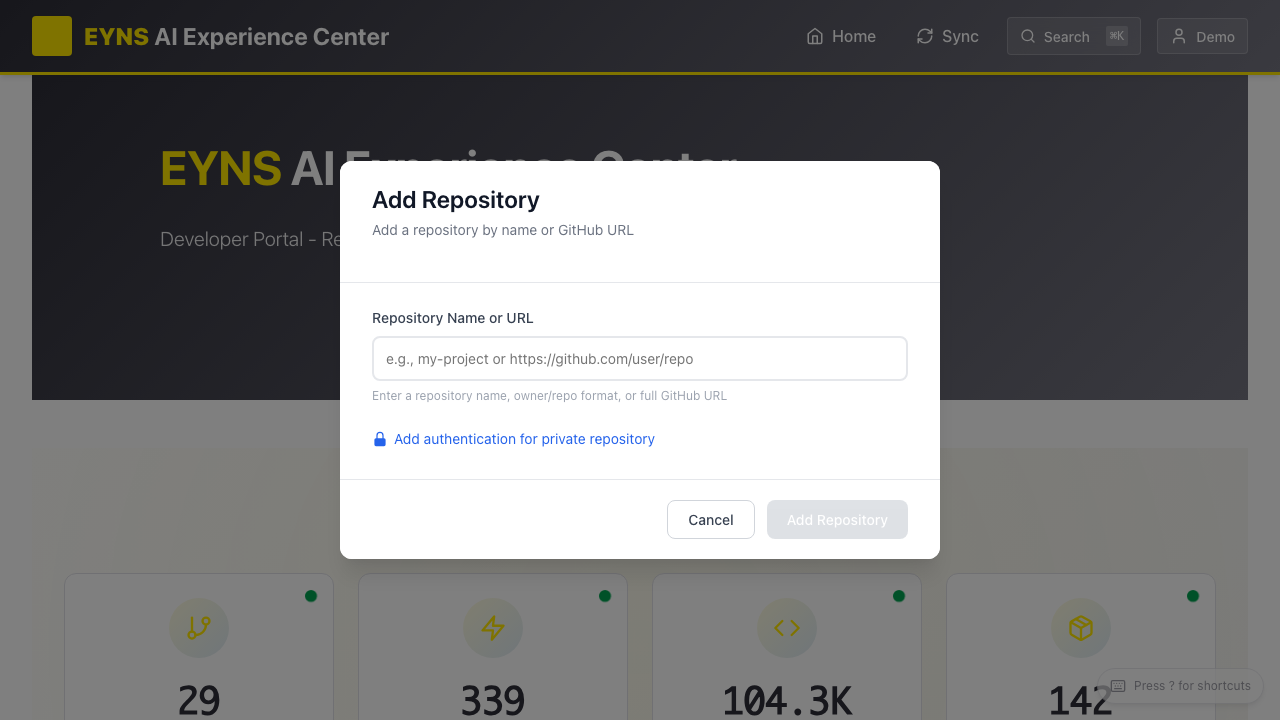 EYNS AI Experience Center
Home
Sync
Search
⌘K
Demo
EYNS AI Experience Center
Developer Portal - Re
Add Repository
Add a repository by name or GitHub URL
Repository Name or URL
e.g., my-project or https://github.com/user/repo
Enter a repository name, owner/repo format, or full GitHub URL
Add authentication for private repository
Cancel
Add Repository
29
339
104.3K
142
Press ? for shortcuts